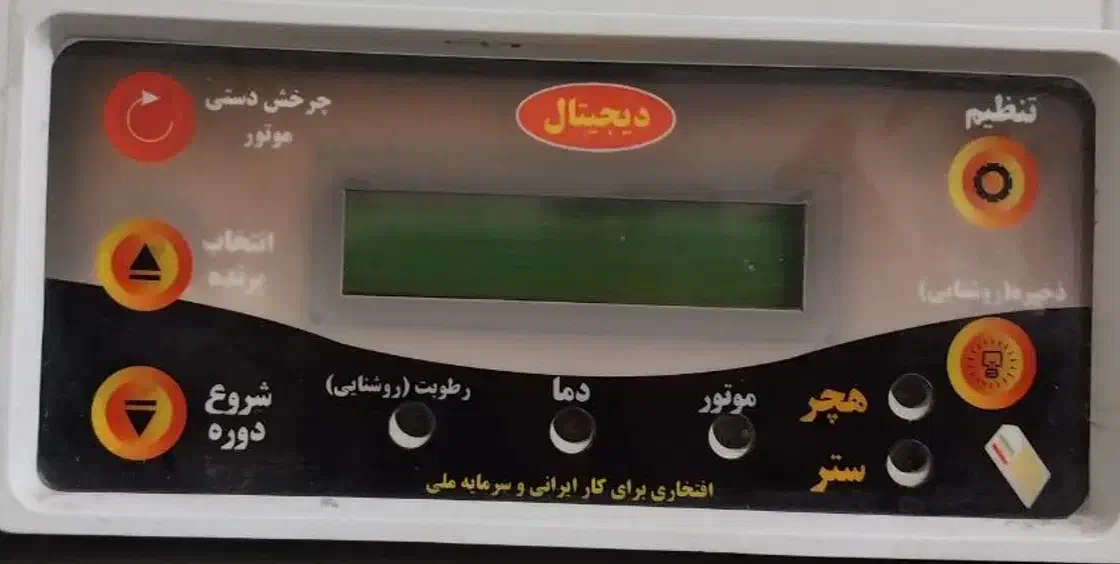 دیجیتال
تنظیم
ذخیره(روشنایی)
چرخش دستی
موتور
انتخاب
پرنده
شروع
دوره
رطوبت (روشنایی)
دما
موتور
هچر
ستر
افتخاری برای کار ایرانی و سرمایه ملی